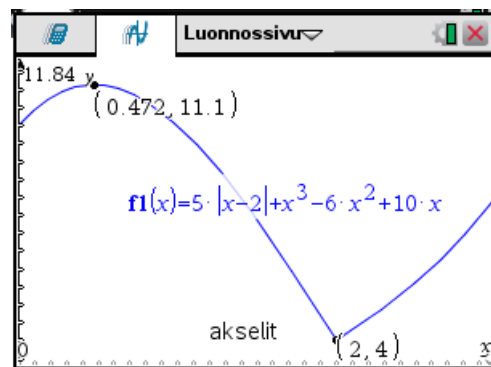 Luonnossivu
11.84 y
(0.472, 11.1)
f1(x)=5·|x-2|+x³-6·x²+10·x
akselit
(2, 4)
0